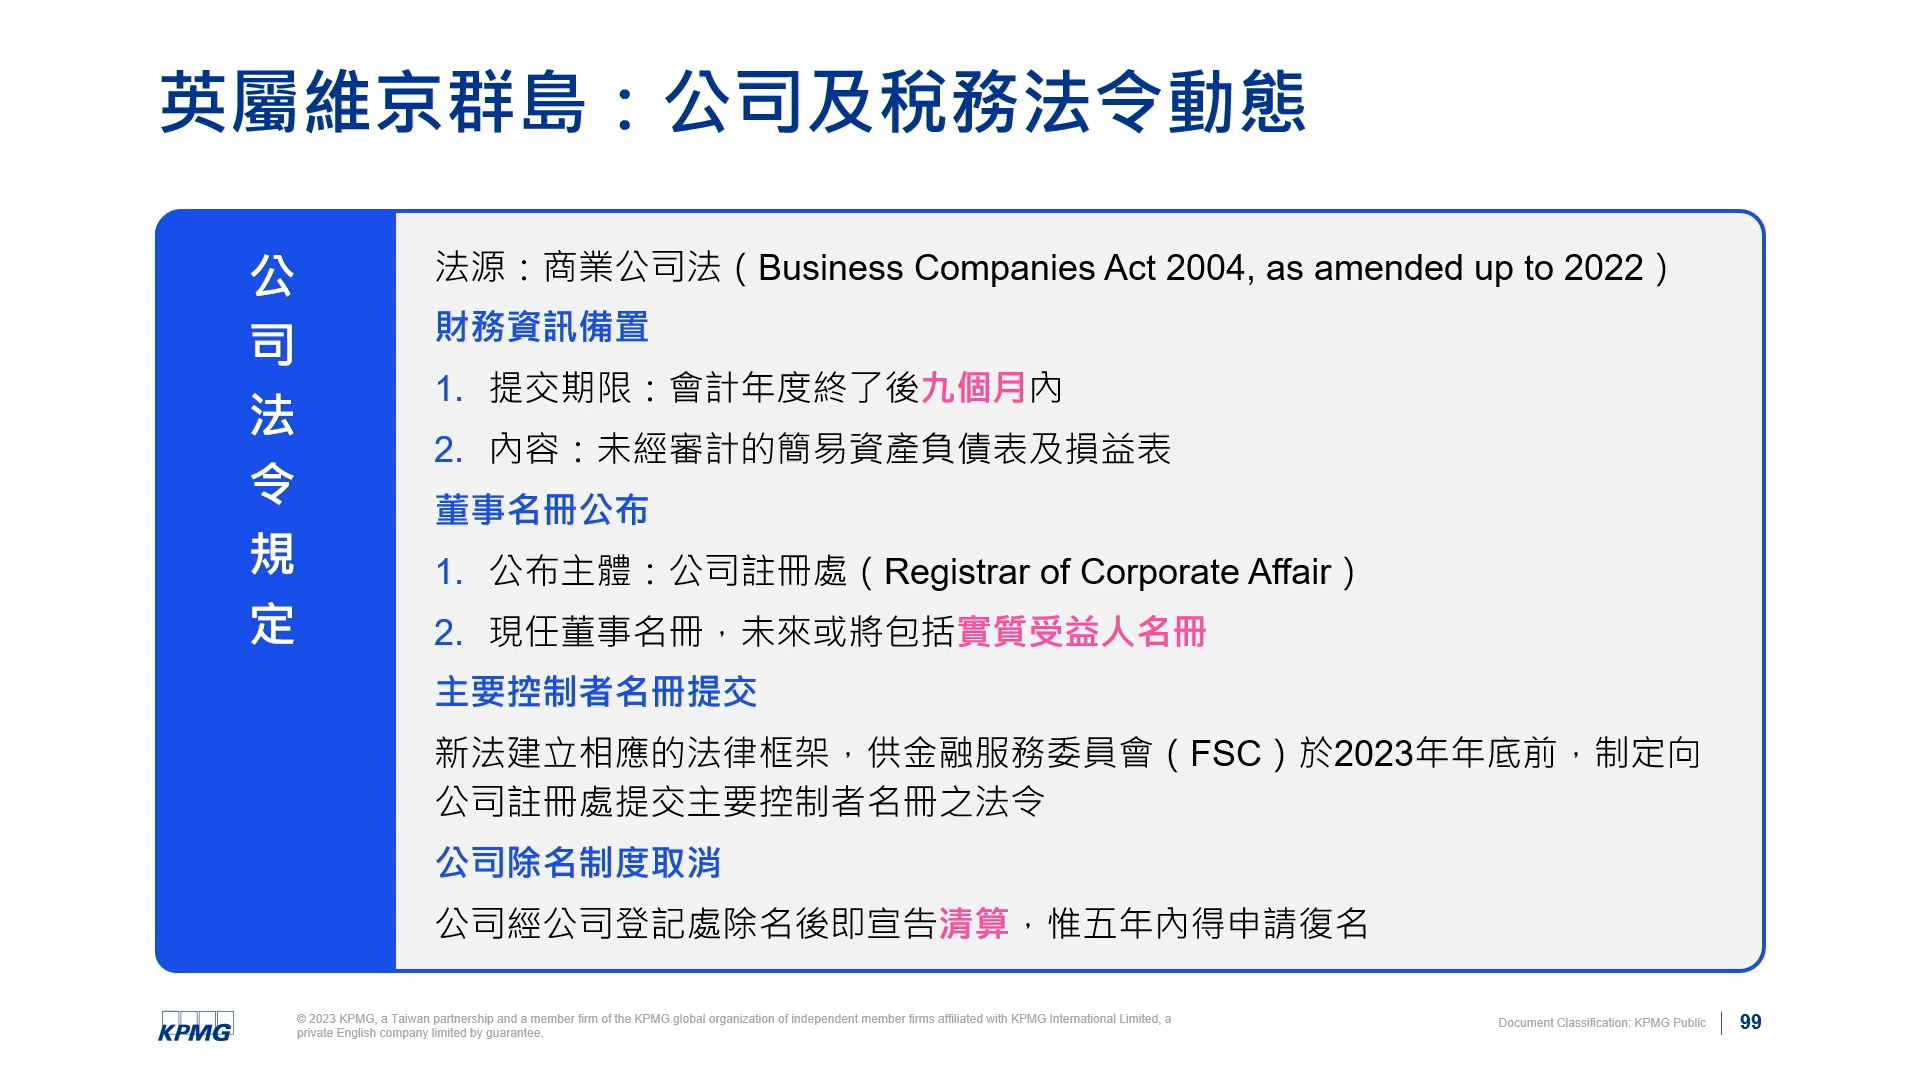 英屬維京群島：公司及稅務法令動態
公司法令規定
法源：商業公司法（Business Companies Act 2004, as amended up to 2022）
財務資訊備置
1. 提交期限：會計年度終了後九個月內
2. 內容：未經審計的簡易資產負債表及損益表
董事名冊公布
1. 公布主體：公司註冊處（Registrar of Corporate Affair）
2. 現任董事名冊，未來或將包括實質受益人名冊
主要控制者名冊提交
新法建立相應的法律框架，供金融服務委員會（FSC）於2023年年底前，制定向
公司註冊處提交主要控制者名冊之法令
公司除名制度取消
公司經公司登記處除名後即宣告清算，惟五年內得申請復名
KPMG
© 2023 KPMG, a Taiwan partnership and a member firm of the KPMG global organization of independent member firms affiliated with KPMG International Limited, a
private English company limited by guarantee.
Document Classification: KPMG Public
99